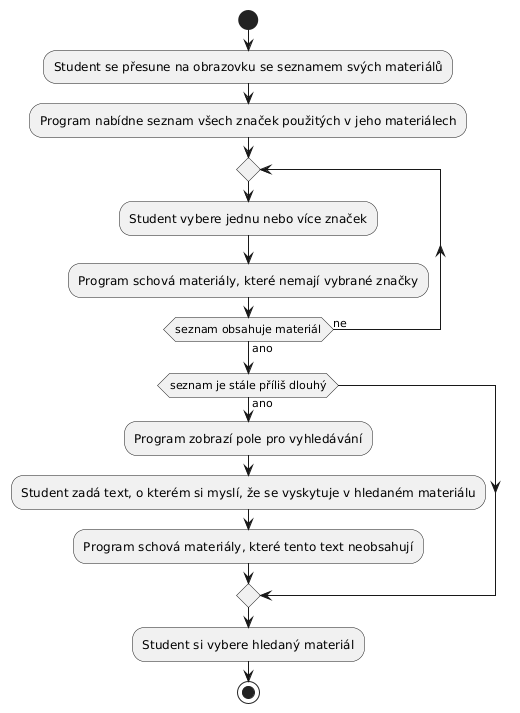 Student se přesune na obrazovku se seznamem svých materiálů
Program nabídne seznam všech značek použitých v jeho materiálech
Student vybere jednu nebo více značek
Program schová materiály, které nemají vybrané značky
seznam obsahuje materiál
ne
ano
seznam je stále příliš dlouhý
ano
Program zobrazí pole pro vyhledávání
Student zadá text, o kterém si myslí, že se vyskytuje v hledaném materiálu
Program schová materiály, které tento text neobsahují
Student si vybere hledaný materiál